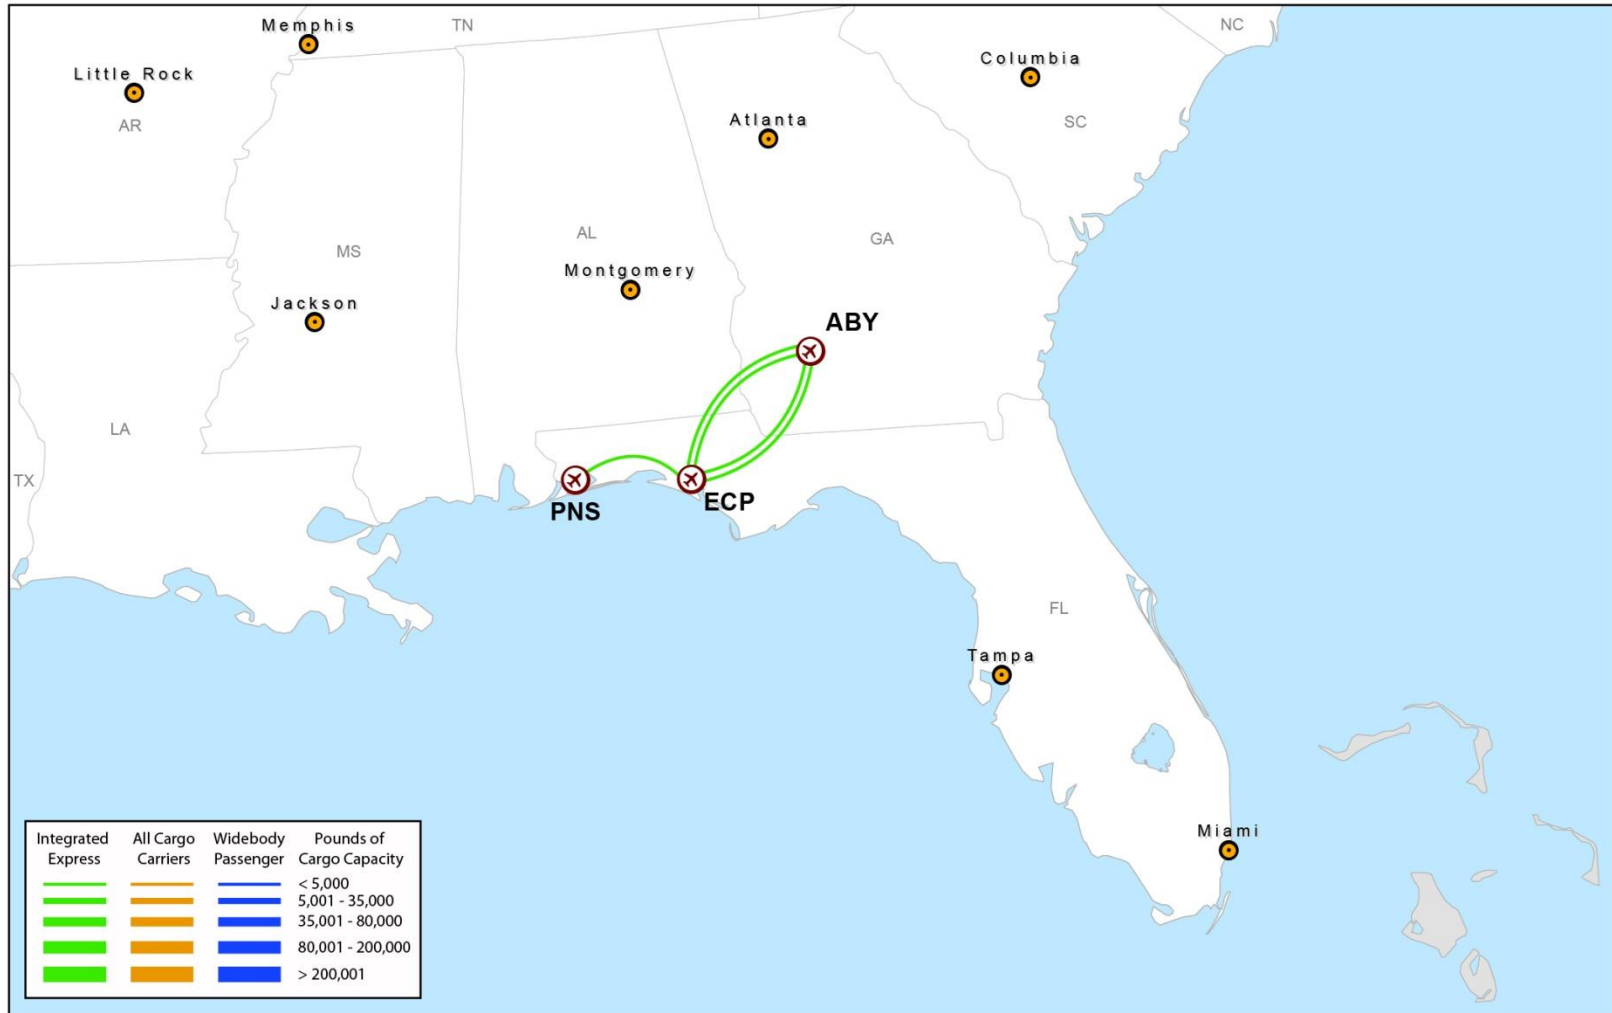 Memphis
TN
NC
Little Rock
Columbia
AR
Atlanta
SC
AL
GA
MS
Montgomery
Jackson
ABY
LA
TX
PNS
ECP
FL
Tampa
Miami
Integrated Express
All Cargo Carriers
Widebody Passenger
Pounds of Cargo Capacity
< 5,000
5,001 - 35,000
35,001 - 80,000
80,001 - 200,000
> 200,001